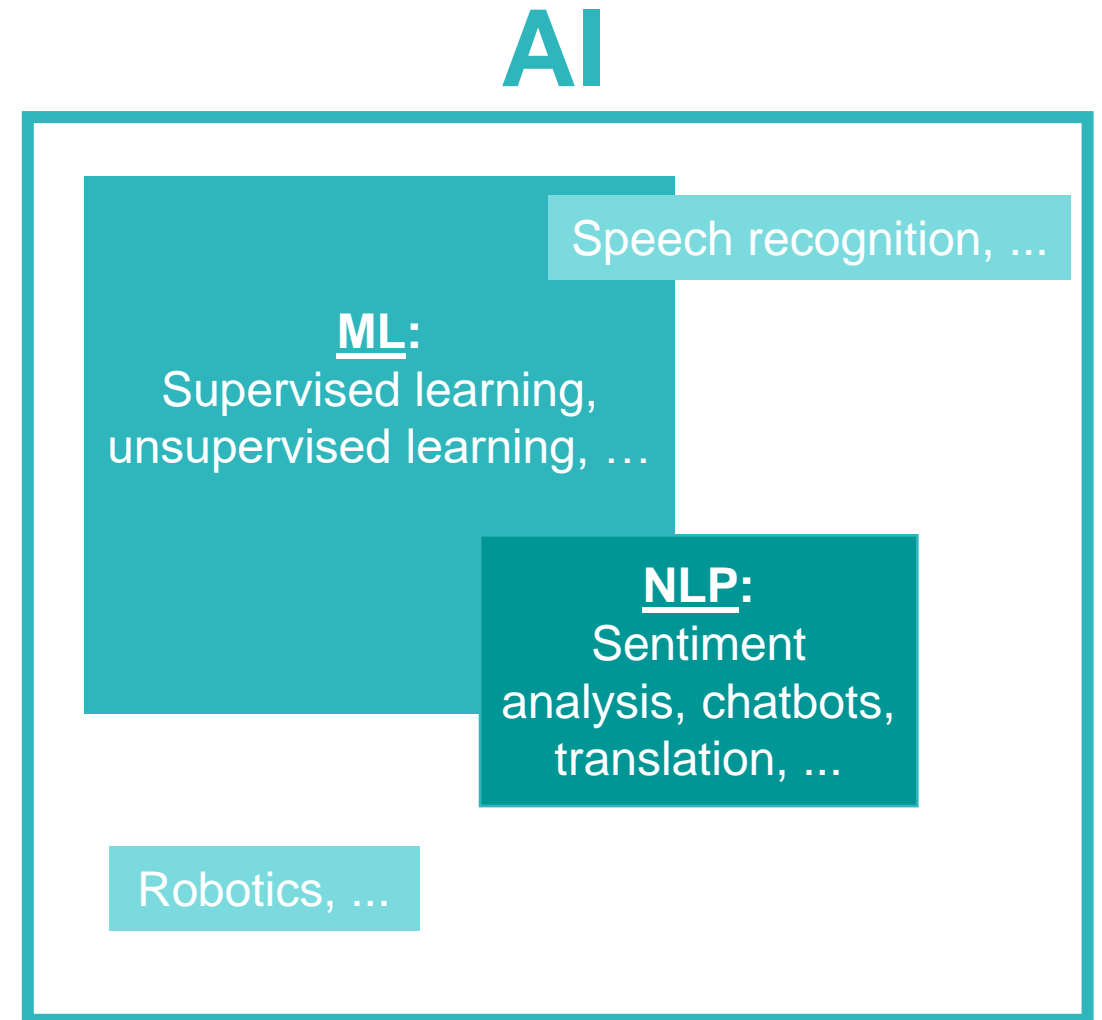 AI
Speech recognition, ...
ML:
Supervised learning,
unsupervised learning, …
NLP:
Sentiment
analysis, chatbots,
translation, ...
Robotics, ...